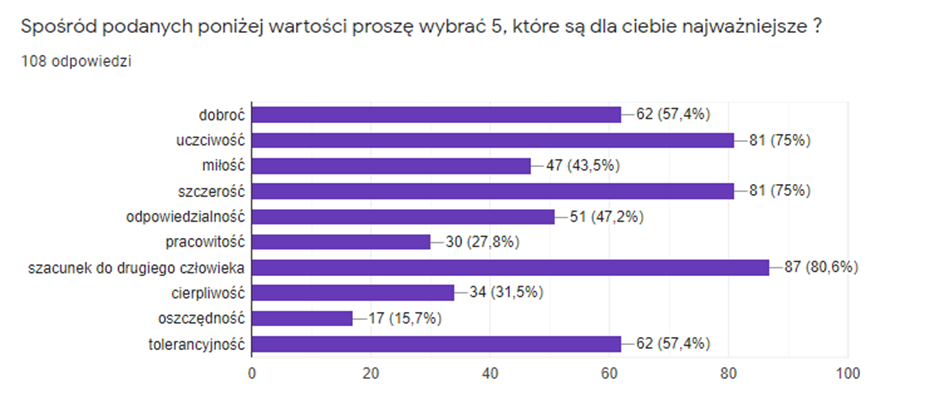 Spośród podanych poniżej wartości proszę wybrać 5, które są dla ciebie najważniejsze ?
108 odpowiedzi
dobroć 62 (57,4%)
uczciwość 81 (75%)
miłość 47 (43,5%)
szczerość 81 (75%)
odpowiedzialność 51 (47,2%)
pracowitość 30 (27,8%)
szacunek do drugiego człowieka 87 (80,6%)
cierpliwość 34 (31,5%)
oszczędność 17 (15,7%)
tolerancyjność 62 (57,4%)
0 20 40 60 80 100